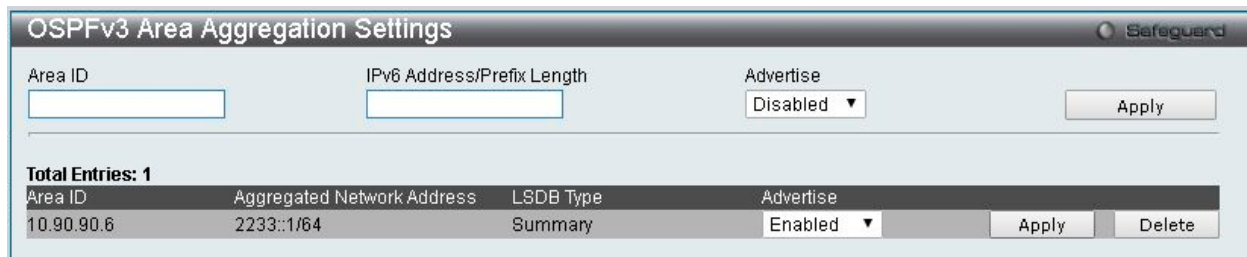 OSPFv3 Area Aggregation Settings Safeguard
Area ID IPv6 Address/Prefix Length Advertise
Disabled Apply
Total Entries: 1
Area ID Aggregated Network Address LSDB Type Advertise
10.90.90.6 2233::1/64 Summary Enabled Apply Delete